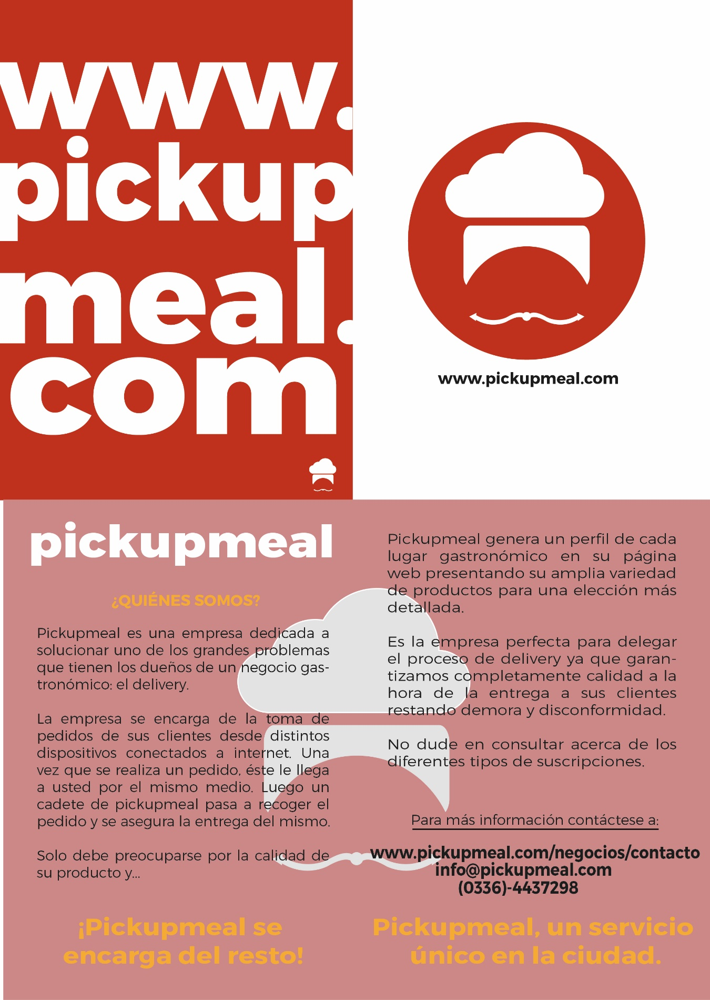 www.
pickup
meal.
com
www.pickupmeal.com
pickupmeal
¿QUIÉNES SOMOS?
Pickupmeal es una empresa dedicada a
solucionar uno de los grandes problemas
que tienen los dueños de un negocio gas-
tronómico: el delivery.
La empresa se encarga de la toma de
pedidos de sus clientes desde distintos
dispositivos conectados a internet. Una
vez que se realiza un pedido, éste le llega
a usted por el mismo medio. Luego un
cadete de pickupmeal pasa a recoger el
pedido y se asegura la entrega del mismo.
Solo debe preocuparse por la calidad de
su producto y...
¡Pickupmeal se
encarga del resto!
Pickupmeal genera un perfil de cada
lugar gastronómico en su página
web presentando su amplia variedad
de productos para una elección más
detallada.
Es la empresa perfecta para delegar
el proceso de delivery ya que garan-
tizamos completamente calidad a la
hora de la entrega a sus clientes
restando demora y disconformidad.
No dude en consultar acerca de los
diferentes tipos de suscripciones.
Para más información contáctese a:
www.pickupmeal.com/negocios/contacto
info@pickupmeal.com
(0336)-4437298
Pickupmeal, un servicio
único en la ciudad.